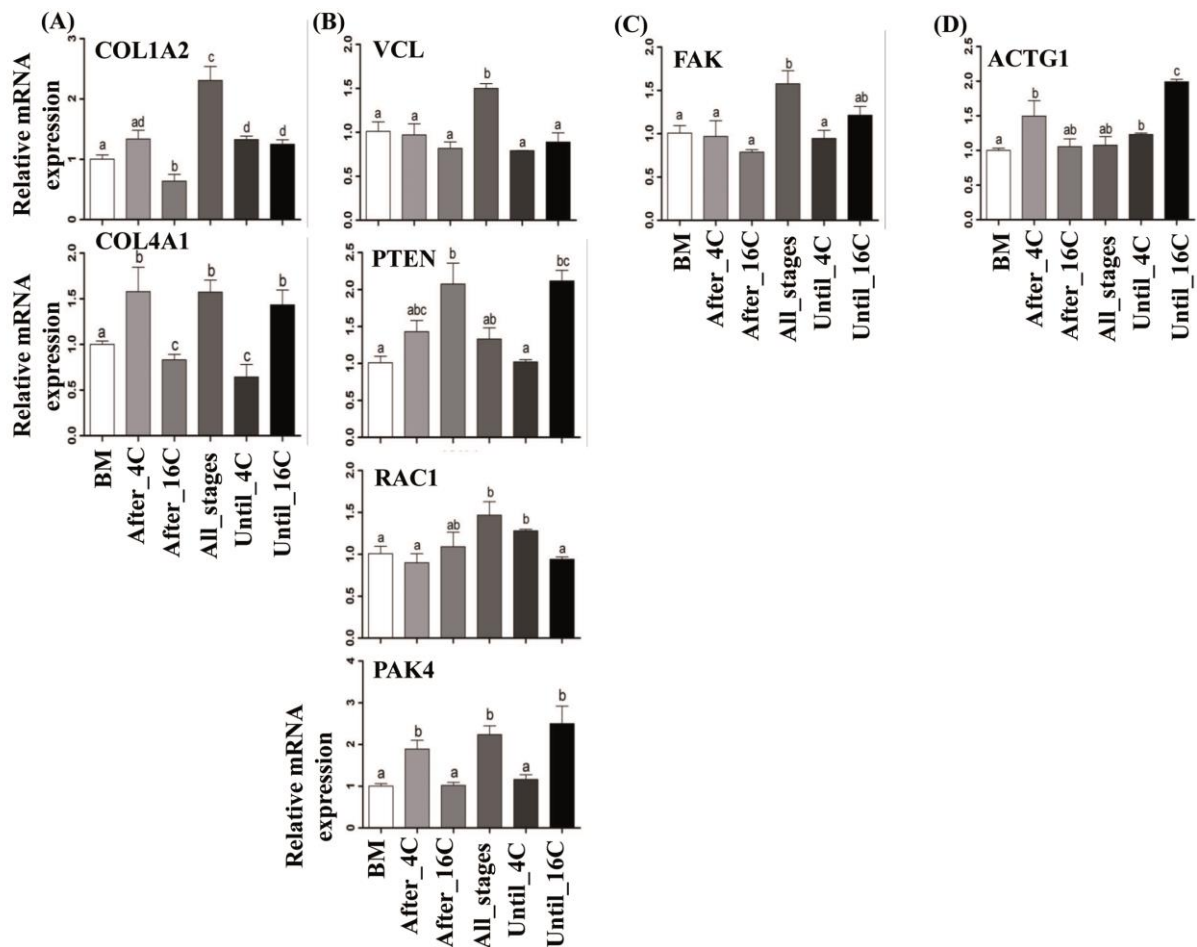 (A)
COL1A2
Relative mRNA
expression
0 1 2 3
a ad b c d d
COL4A1
Relative mRNA
expression
0.0 0.5 1.0 1.5 2.0
a b c b c b
BM After_4C After_16C All_stages Until_4C Until_16C
(B)
VCL
0.0 0.5 1.0 1.5 2.0
a a a b a a
PTEN
0.0 0.5 1.0 1.5 2.0 2.5
a abc b ab a bc
RAC1
0.0 0.5 1.0 1.5 2.0
a a ab b b a
PAK4
Relative mRNA
expression
0 1 2 3 4
a b a b a b
BM After_4C After_16C All_stages Until_4C Until_16C
(C)
FAK
0.0 0.5 1.0 1.5 2.0
a a a b a ab
BM After_4C After_16C All_stages Until_4C Until_16C
(D)
ACTG1
0.0 0.5 1.0 1.5 2.0 2.5
a b ab ab b c
BM After_4C After_16C All_stages Until_4C Until_16C